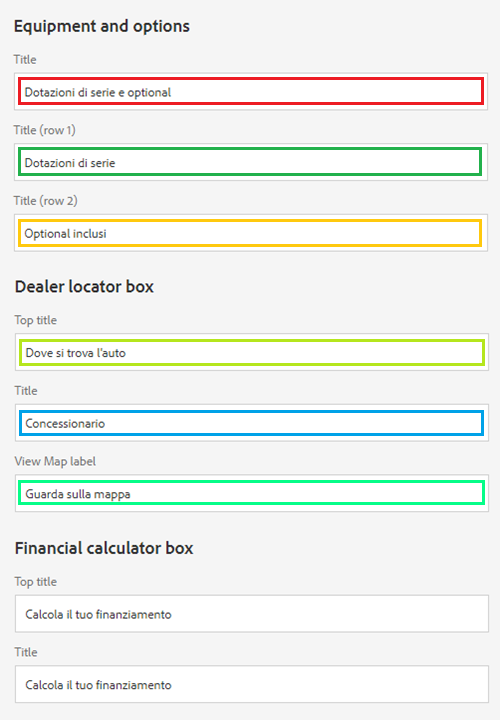 Equipment and options
Title
Dotazioni di serie e optional
Title (row 1)
Dotazioni di serie
Title (row 2)
Optional inclusi
Dealer locator box
Top title
Dove si trova l'auto
Title
Concessionario
View Map label
Guarda sulla mappa
Financial calculator box
Top title
Calcola il tuo finanziamento
Title
Calcola il tuo finanziamento